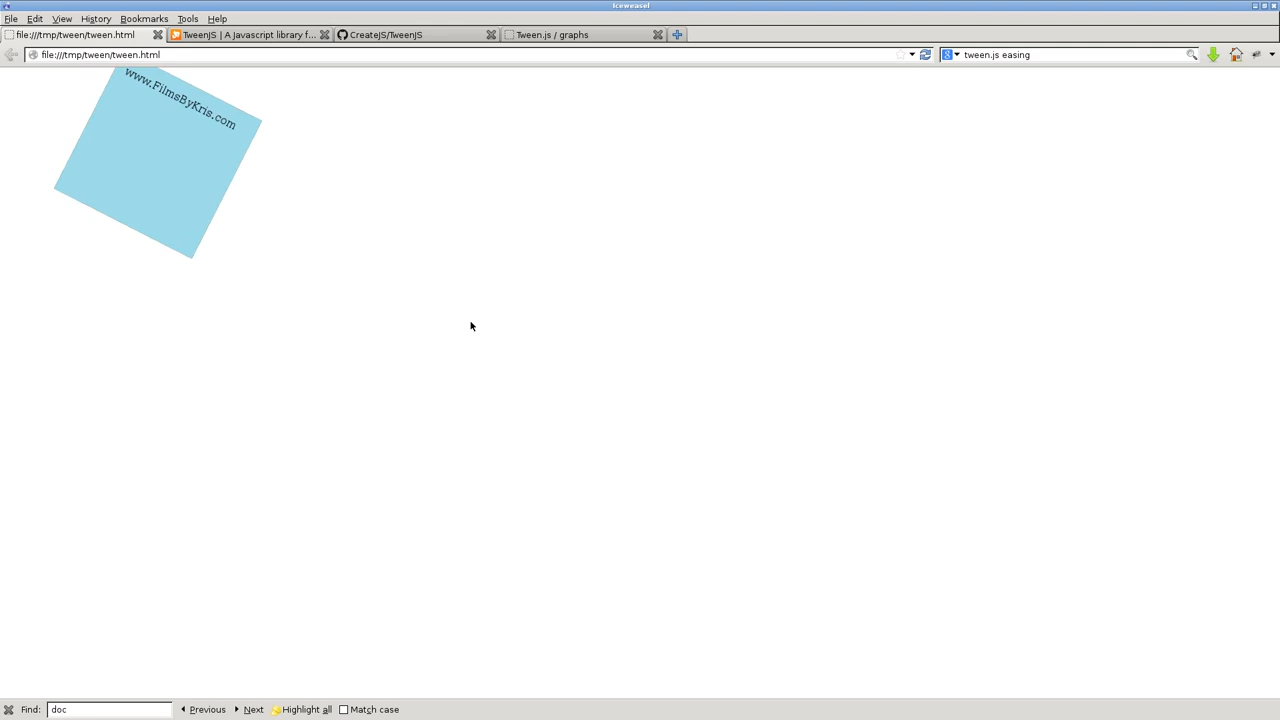 Iceweasel
File Edit View History Bookmarks Tools Help
file:///tmp/tween/tween.html TweenJS | A Javascript library f... CreateJS/TweenJS Tween.js / graphs
file:///tmp/tween/tween.html tween.js easing
www.FilmsByKris.com
Find: doc Previous Next Highlight all Match case